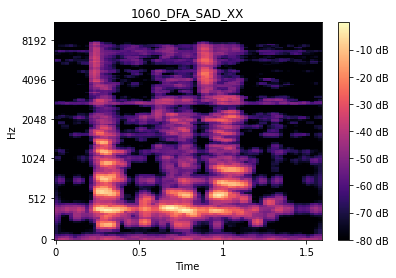 1060_DFA_SAD_XX
8192
4096
2048
1024
512
0
Hz
0
0.5
1
1.5
Time
-10 dB
-20 dB
-30 dB
-40 dB
-50 dB
-60 dB
-70 dB
-80 dB